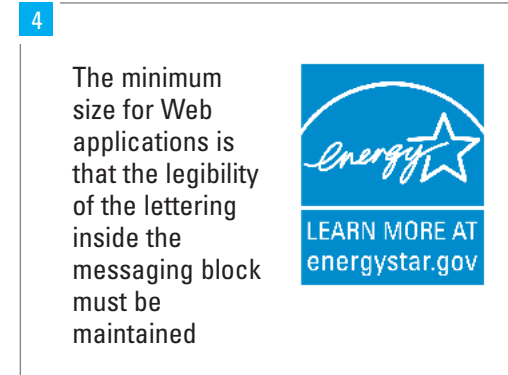 4
The minimum
size for Web
applications is
that the legibility
of the lettering
inside the
messaging block
must be
maintained
energy
LEARN MORE AT
energystar.gov